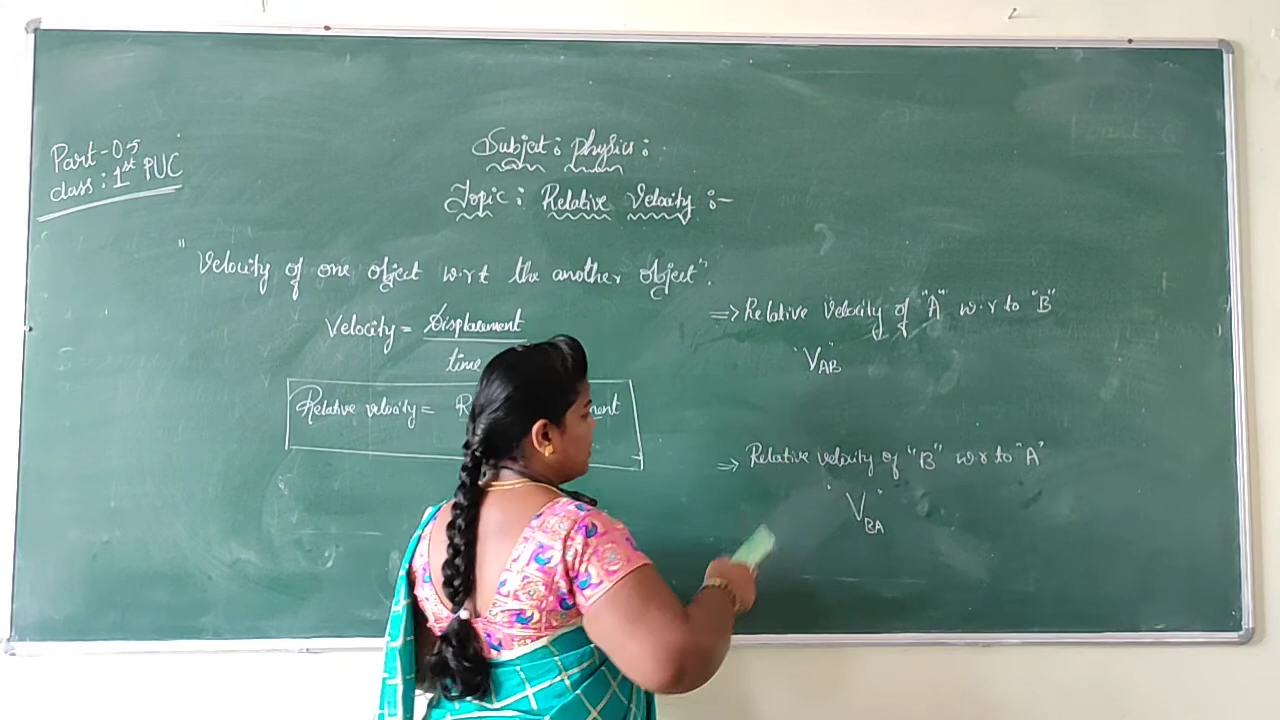 Part-05
class : 1st PUC
Subject : Physics :
Topic : Relative Velocity :-
"Velocity of one object w.r.t the another object".
Velocity = Displacement
time
Relative velocity = R ment
=> Relative Velocity of "A" w.r to "B"
"VAB"
=> Relative velocity of "B" w.r to "A"
"VBA"